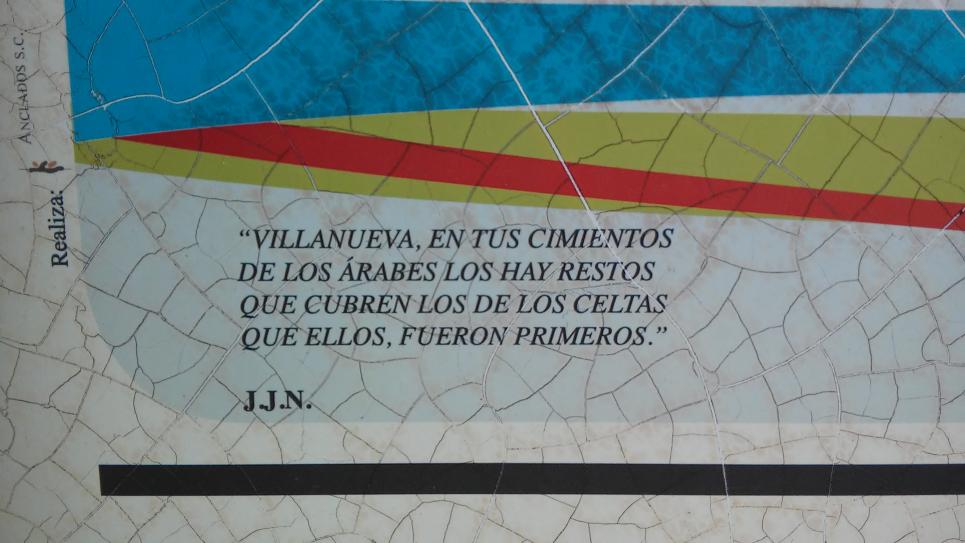 “VILLANUEVA, EN TUS CIMIENTOS
DE LOS ÁRABES LOS HAY RESTOS
QUE CUBREN LOS DE LOS CELTAS
QUE ELLOS, FUERON PRIMEROS.”
J.J.N.
Realiza:
ANCLADOS S.C.